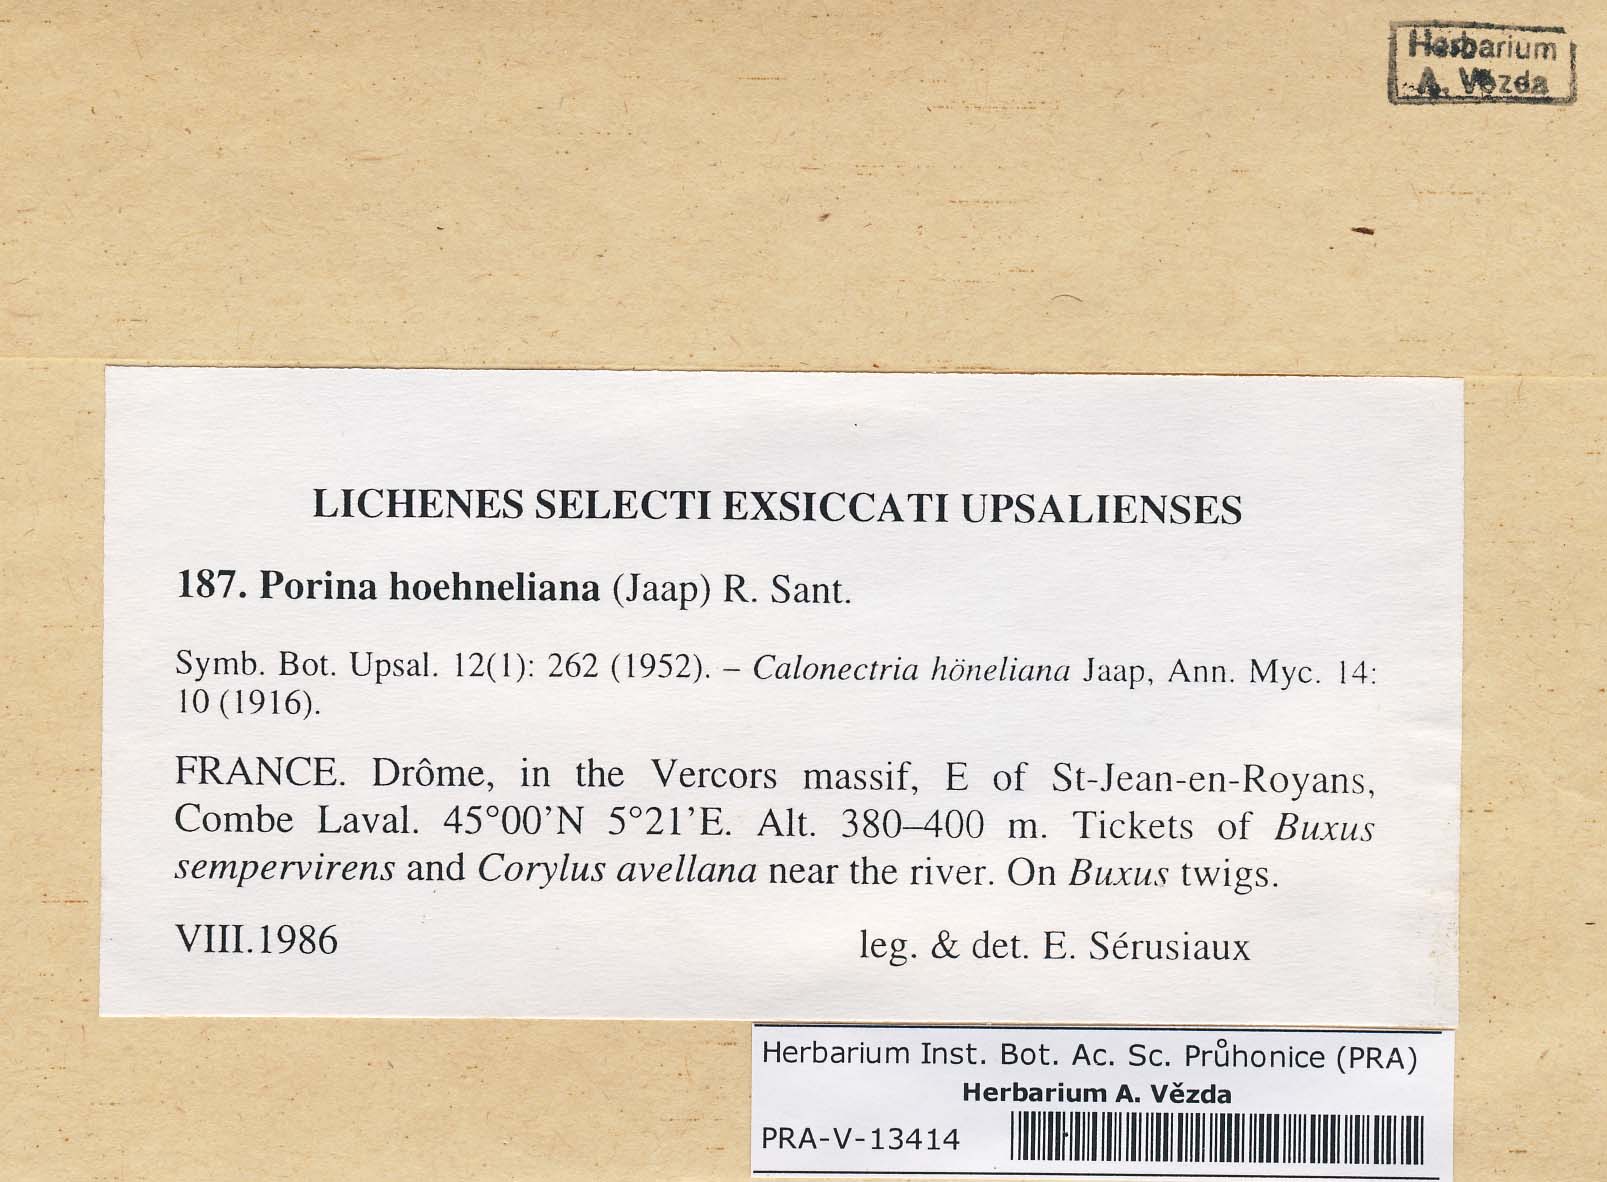 Herbarium
A. Vězda
LICHENES SELECTI EXSICCATI UPSALIENSES
187. Porina hoehneliana (Jaap) R. Sant.
Symb. Bot. Upsal. 12(1): 262 (1952). – Calonectria höneliana Jaap, Ann. Myc. 14:
10 (1916).
FRANCE. Drôme, in the Vercors massif, E of St-Jean-en-Royans,
Combe Laval. 45°00’N 5°21’E. Alt. 380–400 m. Tickets of Buxus
sempervirens and Corylus avellana near the river. On Buxus twigs.
VIII.1986 leg. & det. E. Sérusiaux
Herbarium Inst. Bot. Ac. Sc. Průhonice (PRA)
Herbarium A. Vězda
PRA-V-13414